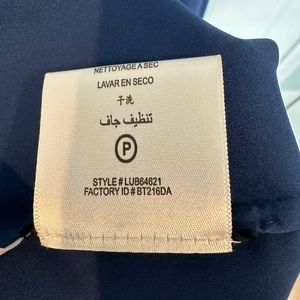 NETTOYAGE A SEC
LAVAR EN SECO
干洗
تنظيف جاف
P
STYLE # LUB64621
FACTORY ID # BT216DA